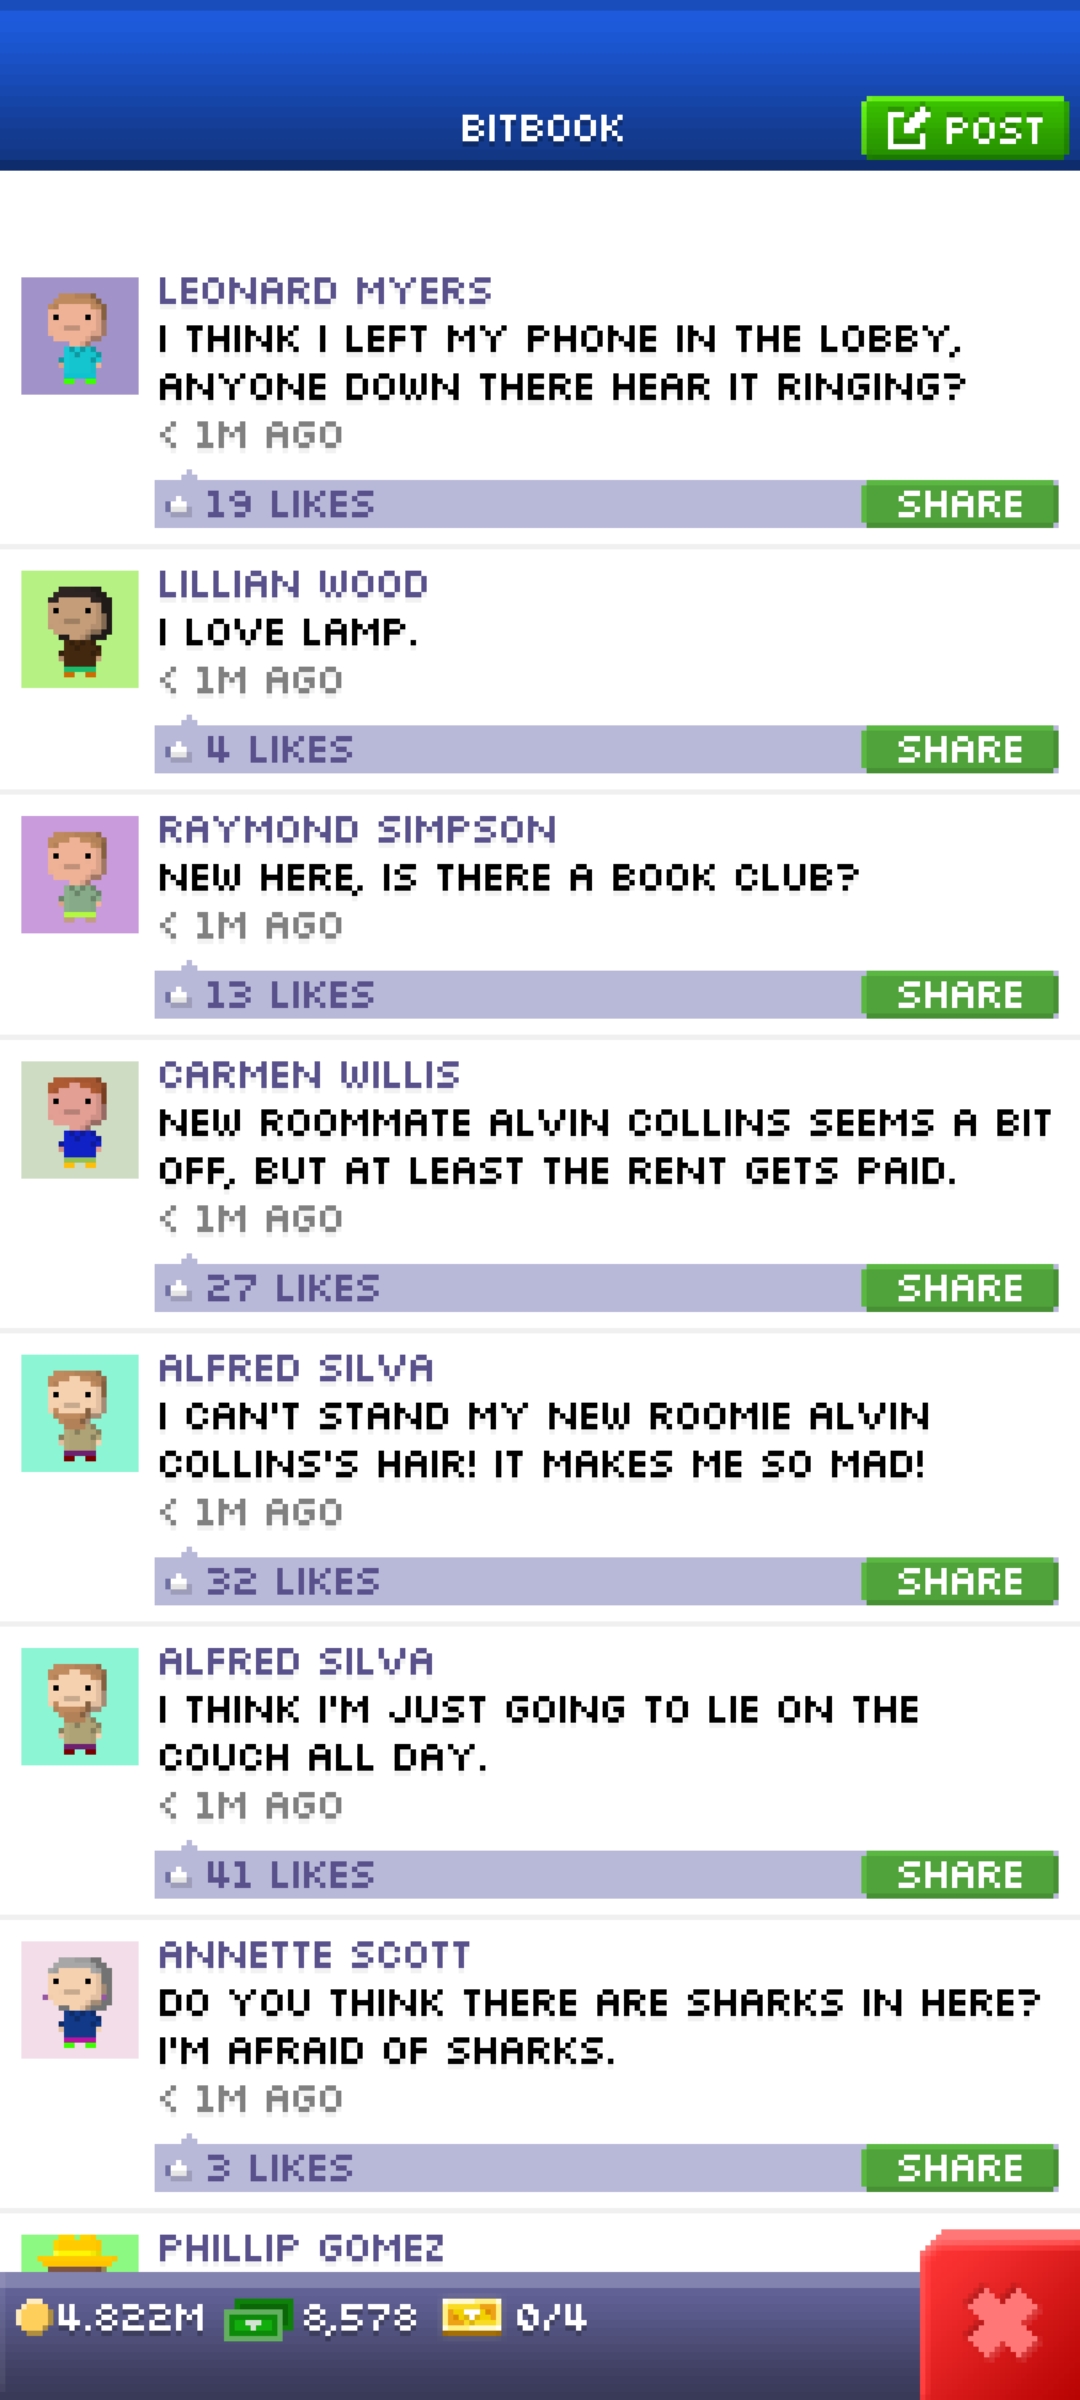 BITBOOK
POST
LEONARD MYERS
I THINK I LEFT MY PHONE IN THE LOBBY,
ANYONE DOWN THERE HEAR IT RINGING?
< 1M AGO
19 LIKES
SHARE
LILLIAN WOOD
I LOVE LAMP.
< 1M AGO
4 LIKES
SHARE
RAYMOND SIMPSON
NEW HERE, IS THERE A BOOK CLUB?
< 1M AGO
13 LIKES
SHARE
CARMEN WILLIS
NEW ROOMMATE ALVIN COLLINS SEEMS A BIT
OFF, BUT AT LEAST THE RENT GETS PAID.
< 1M AGO
27 LIKES
SHARE
ALFRED SILVA
I CAN'T STAND MY NEW ROOMIE ALVIN
COLLINS'S HAIR! IT MAKES ME SO MAD!
< 1M AGO
32 LIKES
SHARE
ALFRED SILVA
I THINK I'M JUST GOING TO LIE ON THE
COUCH ALL DAY.
< 1M AGO
41 LIKES
SHARE
ANNETTE SCOTT
DO YOU THINK THERE ARE SHARKS IN HERE?
I'M AFRAID OF SHARKS.
< 1M AGO
3 LIKES
SHARE
PHILLIP GOMEZ
4.822M
8,578
0/4